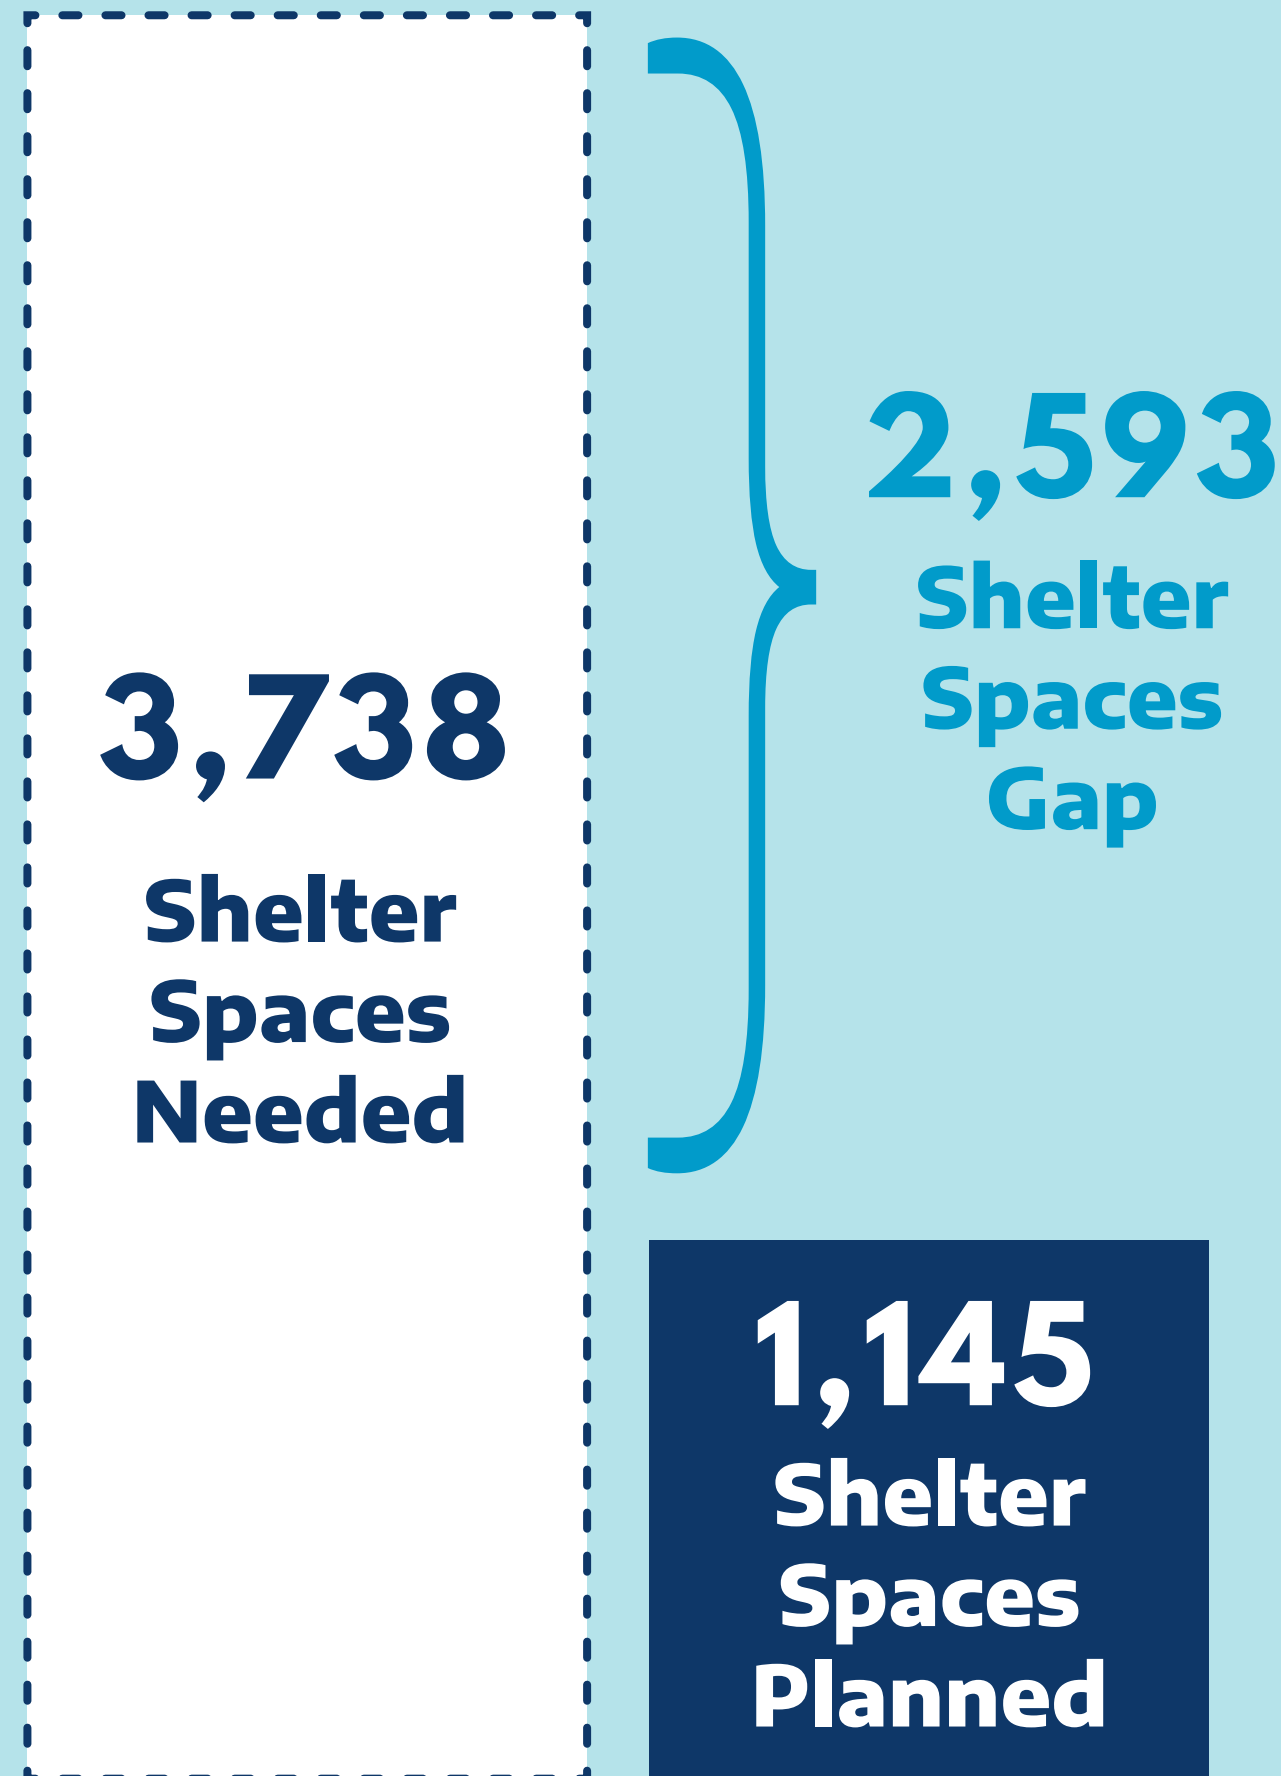 3,738
Shelter
Spaces
Needed
2,593
Shelter
Spaces
Gap
1,145
Shelter
Spaces
Planned